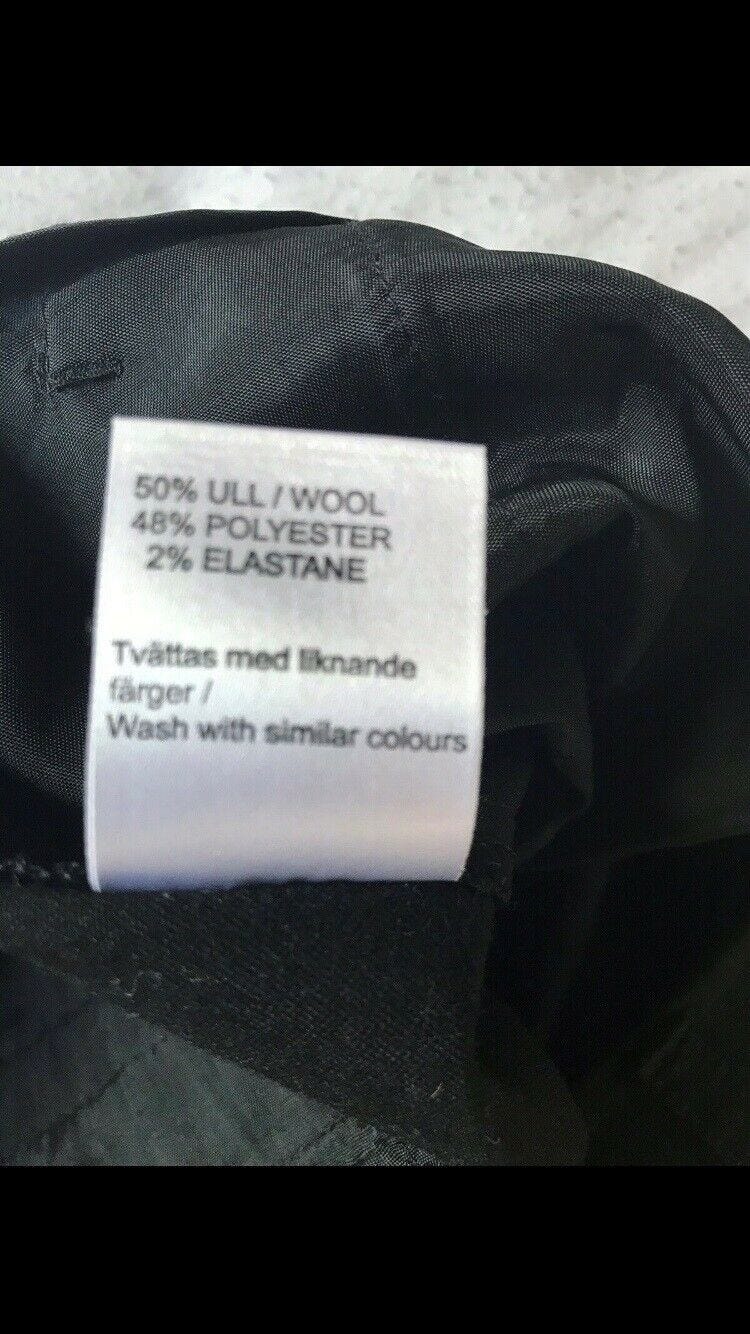 50% ULL / WOOL
48% POLYESTER
2% ELASTANE
Tvättas med liknande
färger /
Wash with similar colours